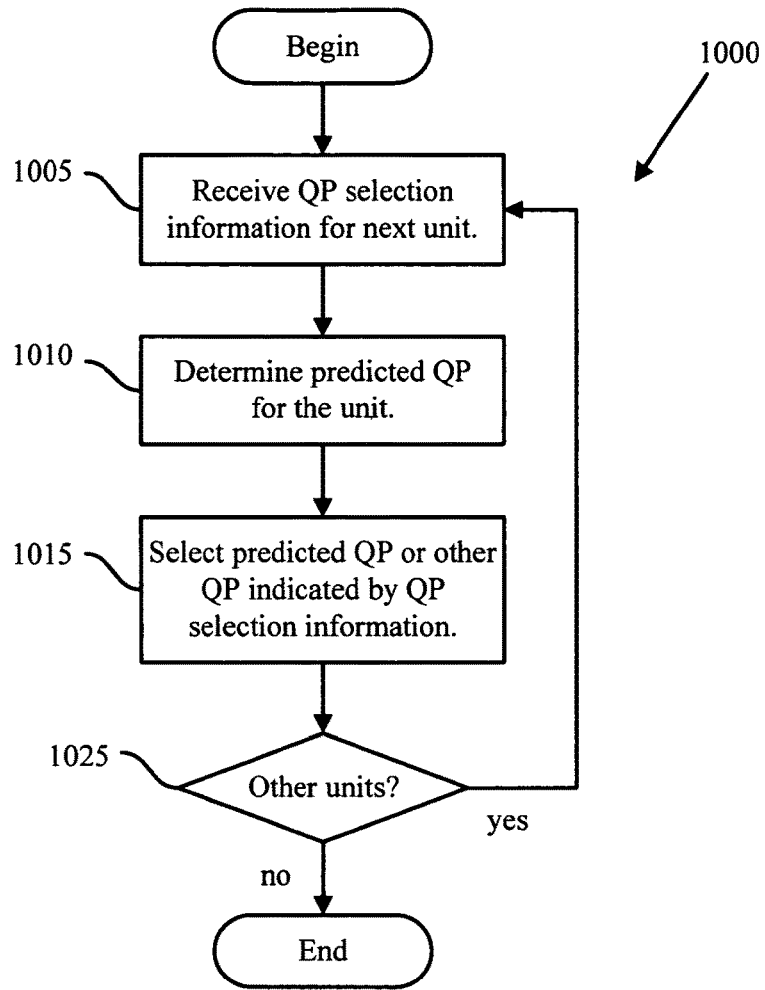 Begin
1000
1005
Receive QP selection
information for next unit.
1010
Determine predicted QP
for the unit.
1015
Select predicted QP or other
QP indicated by QP
selection information.
1025
Other units?
yes
no
End